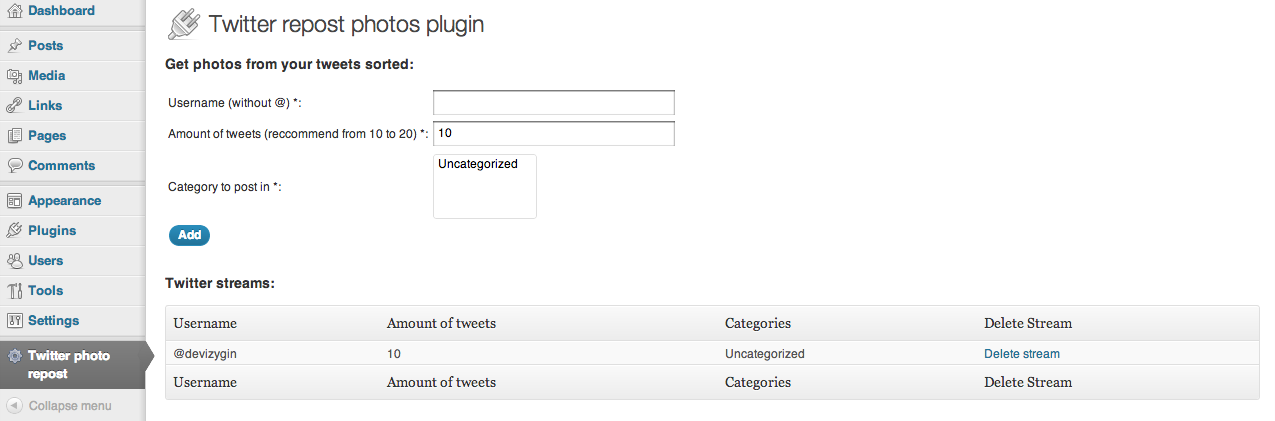 Dashboard
Posts
Media
Links
Pages
Comments
Appearance
Plugins
Users
Tools
Settings
Twitter photo
repost
Collapse menu
Twitter repost photos plugin
Get photos from your tweets sorted:
Username (without @) *:
Amount of tweets (reccommend from 10 to 20) *: 10
Category to post in *: Uncategorized
Add
Twitter streams:
Username Amount of tweets Categories Delete Stream
@devizygin 10 Uncategorized Delete stream
Username Amount of tweets Categories Delete Stream